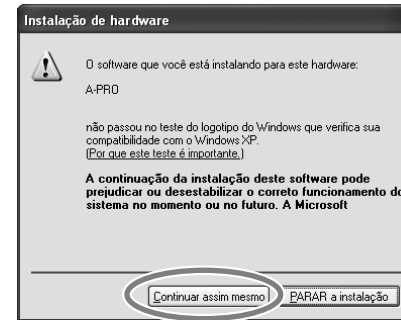 Instalação de hardware
O software que você está instalando para este hardware:
A-PRO
não passou no teste do logotipo do Windows que verifica sua
compatibilidade com o Windows XP.
(Por que este teste é importante.)
A continuação da instalação deste software pode
prejudicar ou desestabilizar o correto funcionamento do
sistema no momento ou no futuro. A Microsoft
Continuar assim mesmo
PARAR a instalação